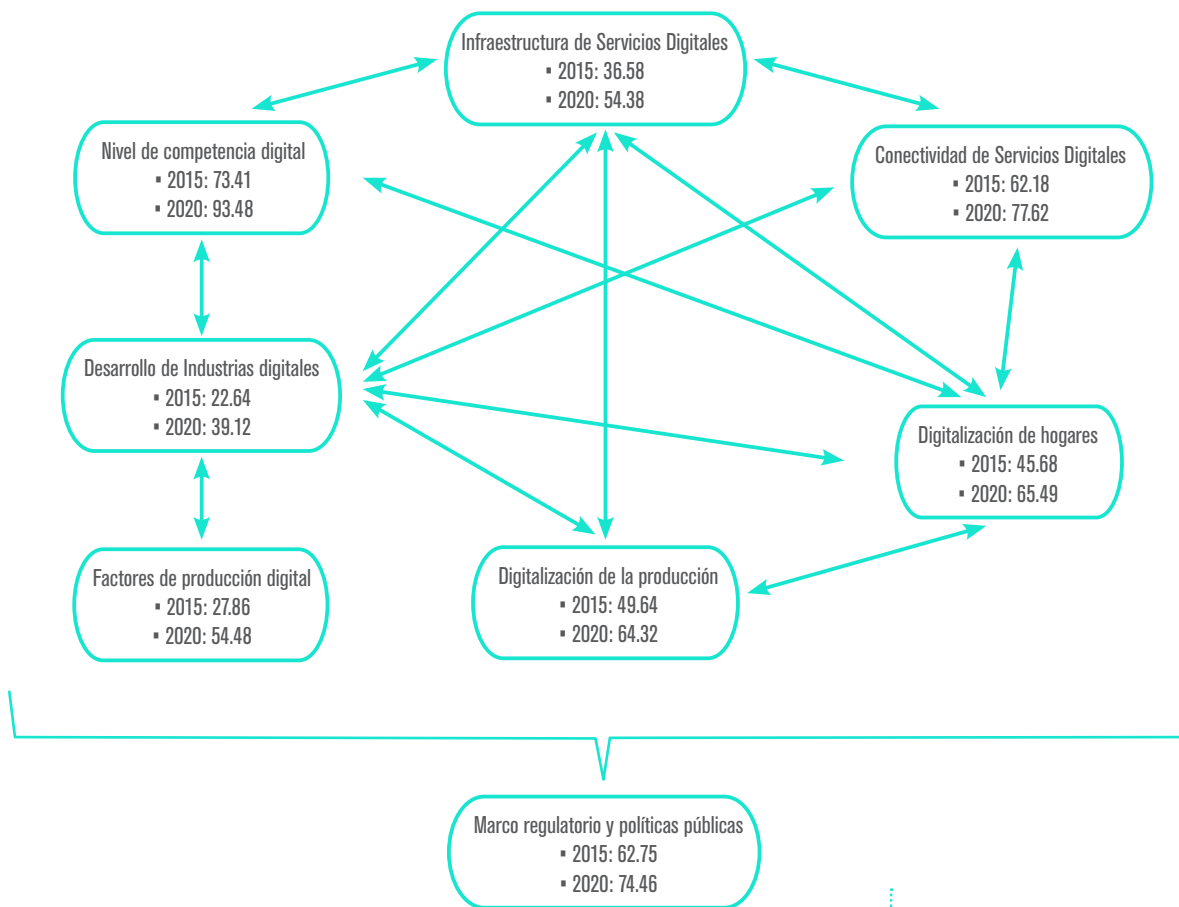 Infraestructura de Servicios Digitales
▪ 2015: 36.58
▪ 2020: 54.38
Nivel de competencia digital
▪ 2015: 73.41
▪ 2020: 93.48
Conectividad de Servicios Digitales
▪ 2015: 62.18
▪ 2020: 77.62
Desarrollo de Industrias digitales
▪ 2015: 22.64
▪ 2020: 39.12
Digitalización de hogares
▪ 2015: 45.68
▪ 2020: 65.49
Factores de producción digital
▪ 2015: 27.86
▪ 2020: 54.48
Digitalización de la producción
▪ 2015: 49.64
▪ 2020: 64.32
Marco regulatorio y políticas públicas
▪ 2015: 62.75
▪ 2020: 74.46